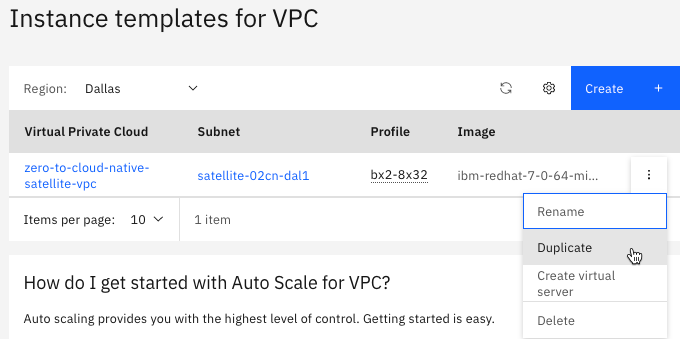 Instance templates for VPC
Region: Dallas
Create +
Virtual Private Cloud Subnet Profile Image
zero-to-cloud-native-
satellite-vpc
satellite-02cn-dal1 bx2-8x32 ibm-redhat-7-0-64-mi...
Items per page: 10 1 item
Rename
Duplicate
Create virtual
server
Delete
How do I get started with Auto Scale for VPC?
Auto scaling provides you with the highest level of control. Getting started is easy.